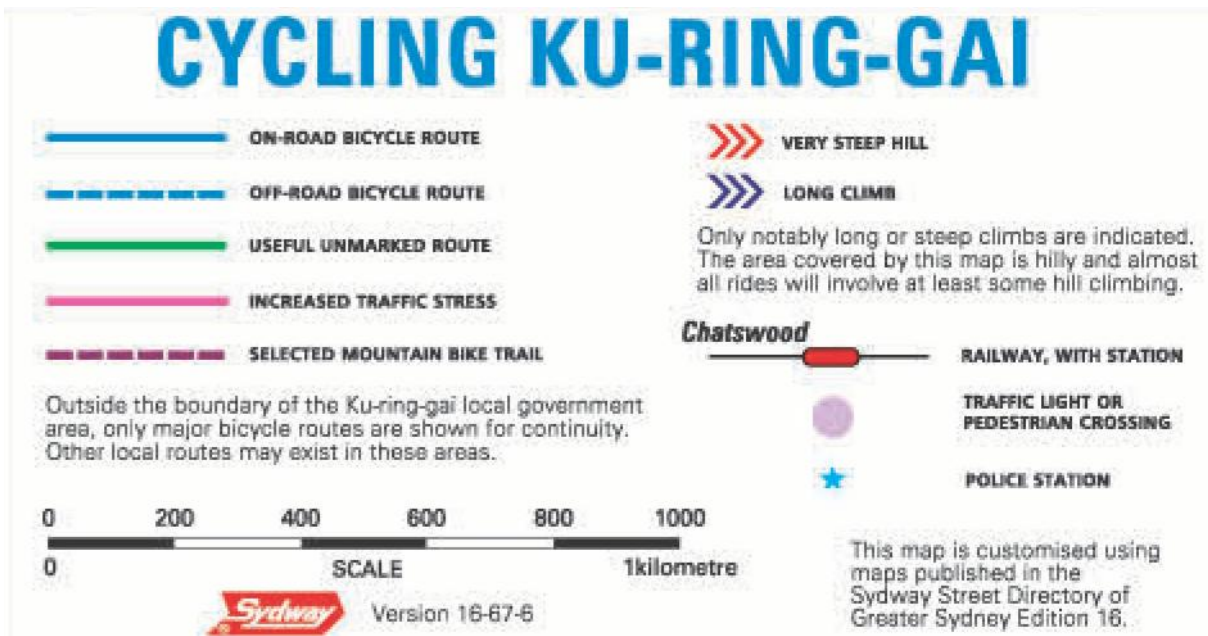 CYCLING KU-RING-GAI
ON-ROAD BICYCLE ROUTE
OFF-ROAD BICYCLE ROUTE
USEFUL UNMARKED ROUTE
INCREASED TRAFFIC STRESS
SELECTED MOUNTAIN BIKE TRAIL
Outside the boundary of the Ku-ring-gai local government
area, only major bicycle routes are shown for continuity.
Other local routes may exist in these areas.
VERY STEEP HILL
LONG CLIMB
Only notably long or steep climbs are indicated.
The area covered by this map is hilly and almost
all rides will involve at least some hill climbing.
Chatswood
RAILWAY, WITH STATION
TRAFFIC LIGHT OR
PEDESTRIAN CROSSING
POLICE STATION
0 200 400 600 800 1000
0 SCALE 1kilometre
Sydway ® Version 16-67-6
This map is customised using
maps published in the
Sydway Street Directory of
Greater Sydney Edition 16.